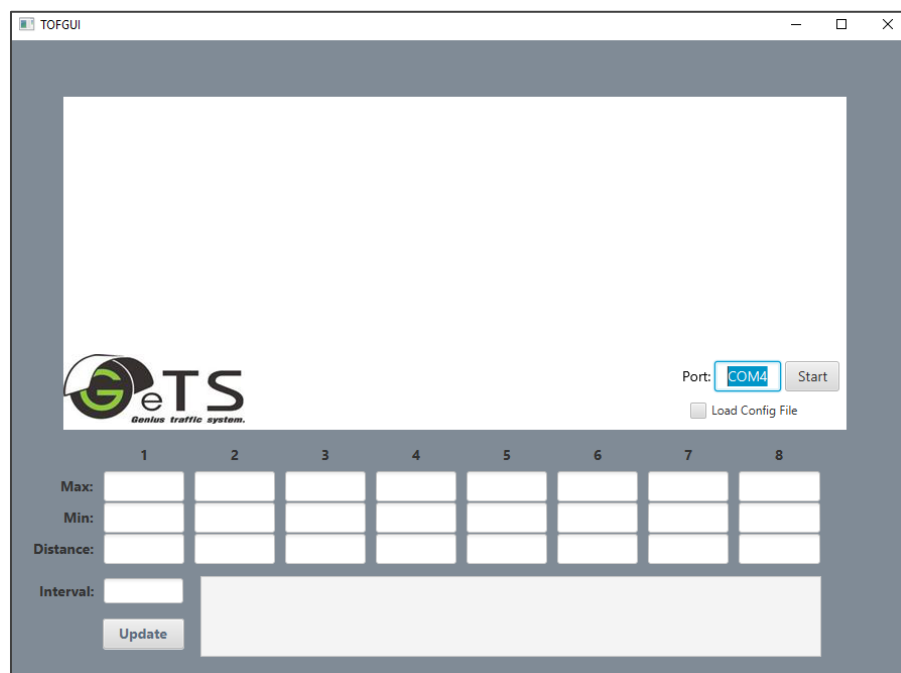 TOFGUI
GeTS
Genius traffic system.
Port: COM4 Start
Load Config File
1 2 3 4 5 6 7 8
Max:
Min:
Distance:
Interval:
Update